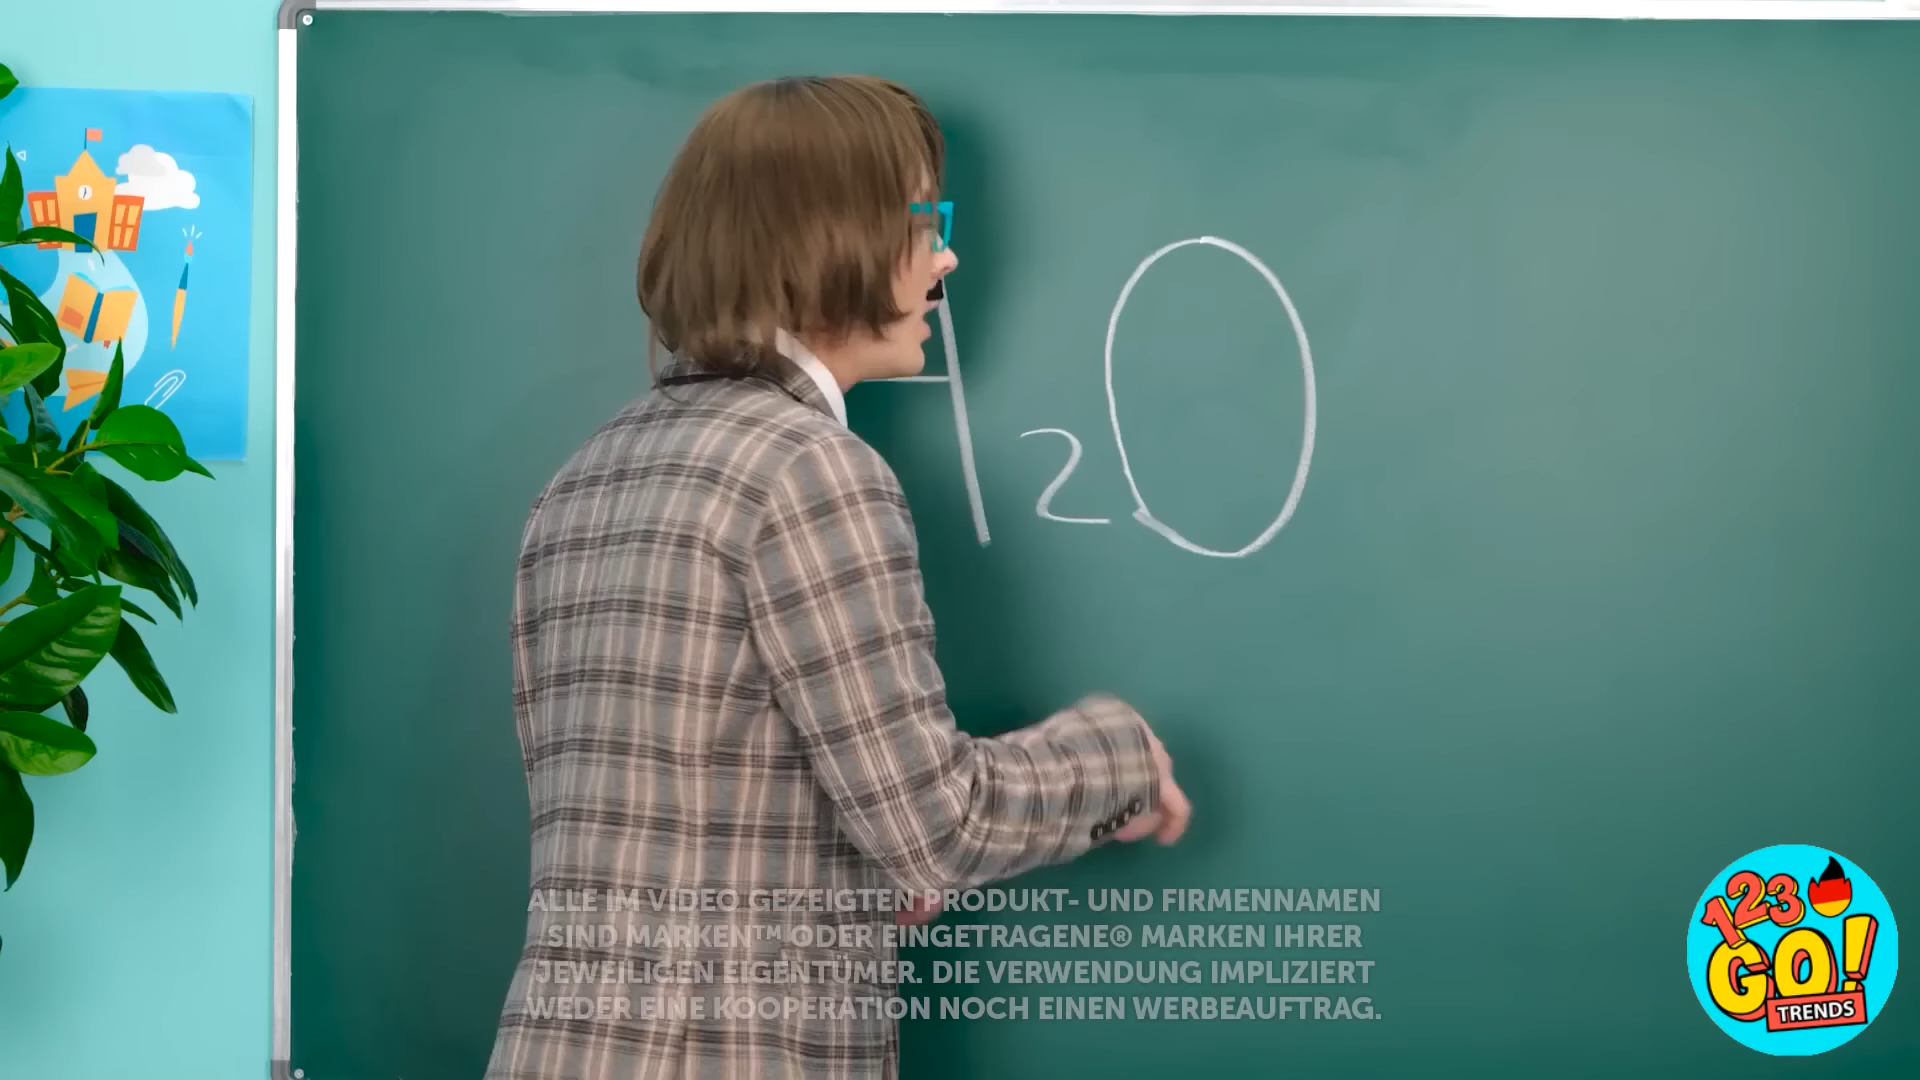 H₂O
ALLE IM VIDEO GEZEIGTEN PRODUKT- UND FIRMENNAMEN
SIND MARKEN™ ODER EINGETRAGENE® MARKEN IHRER
JEWEILIGEN EIGENTÜMER. DIE VERWENDUNG IMPLIZIERT
WEDER EINE KOOPERATION NOCH EINEN WERBEAUFTRAG.
123
GO!
TRENDS